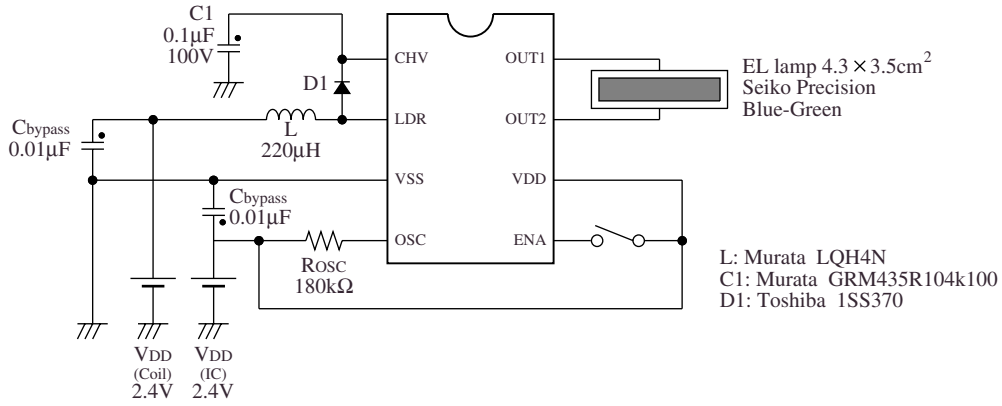 C1
0.1µF
100V
CHV
OUT1
EL lamp 4.3×3.5cm²
Seiko Precision
Blue-Green
D1
Cbypass
0.01µF
L
220µH
LDR
OUT2
VSS
VDD
Cbypass
0.01µF
OSC
ENA
ROSC
180kΩ
L: Murata LQH4N
C1: Murata GRM435R104k100
D1: Toshiba 1SS370
VDD
(Coil)
2.4V
VDD
(IC)
2.4V